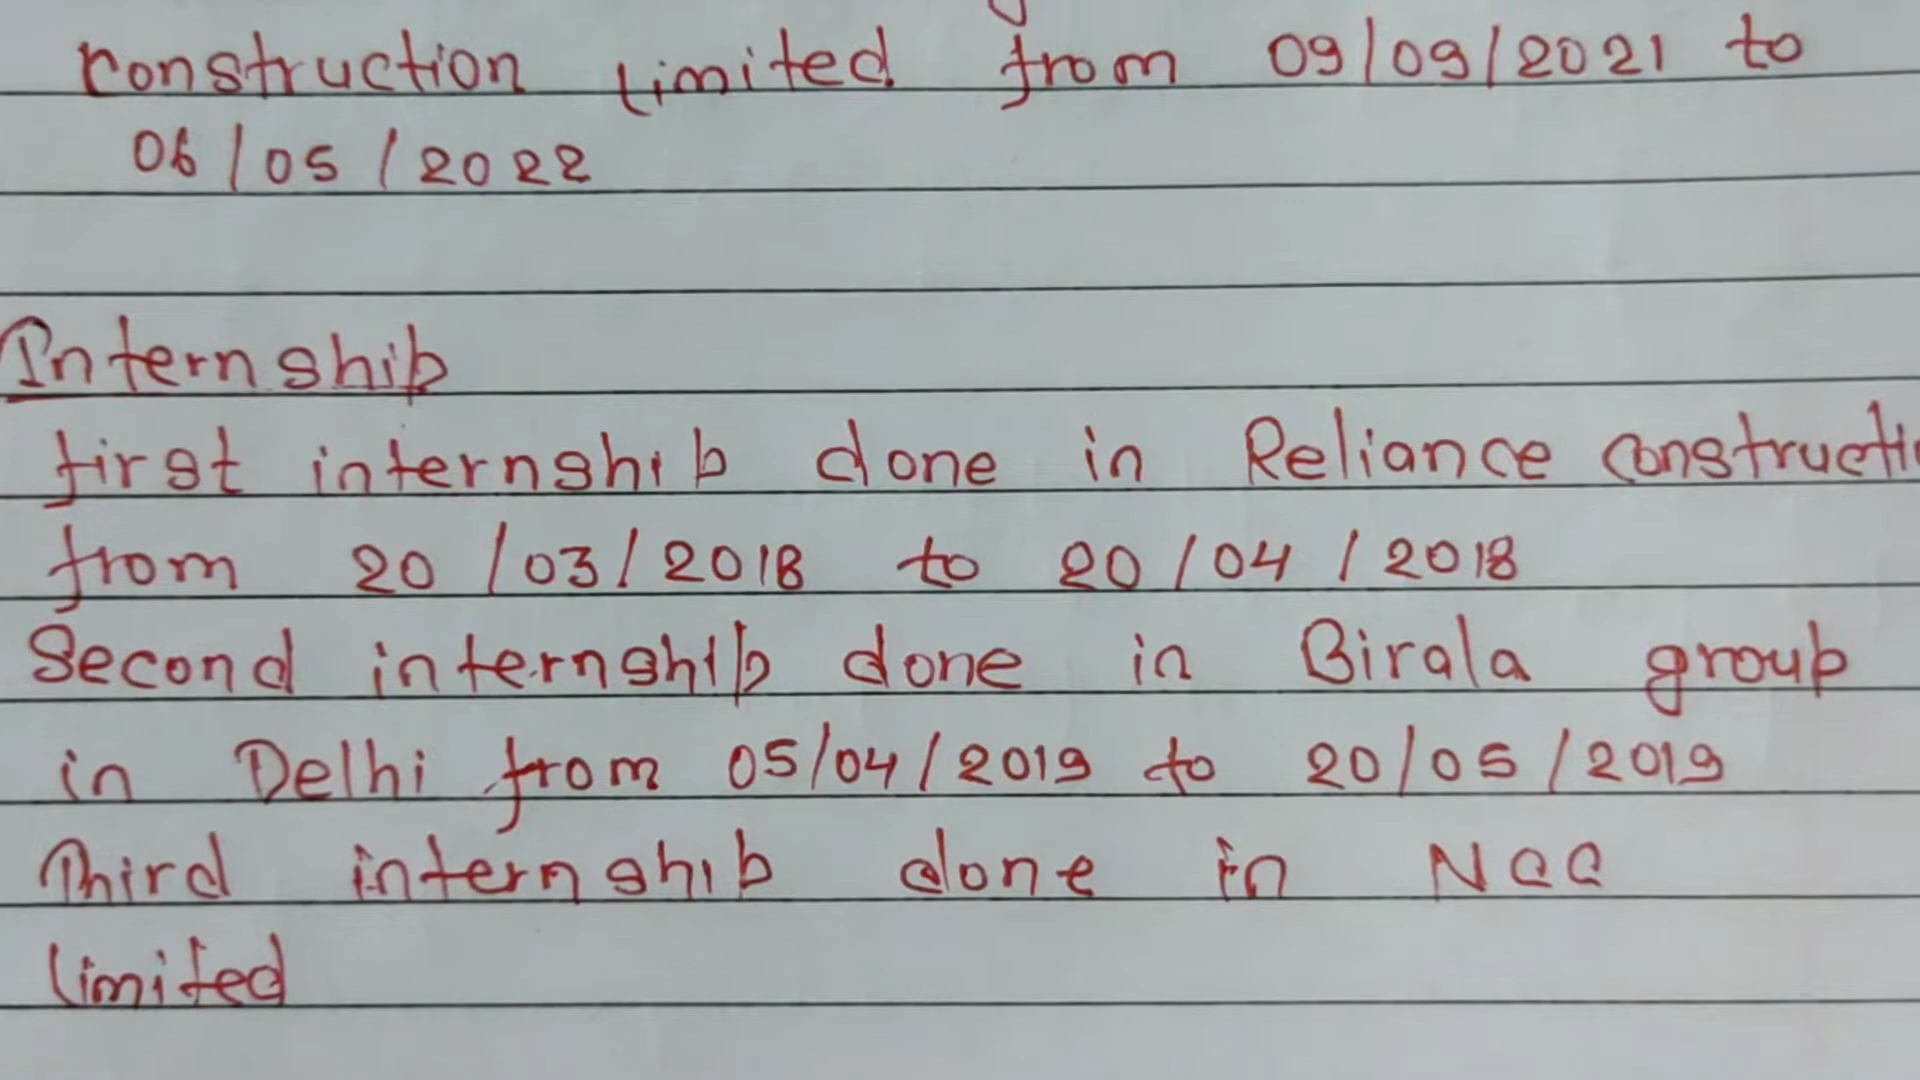 construction limited from 09/09/2021 to
06/05/2022
Internship
first internship done in Reliance constructi
from 20/03/2018 to 20/04/2018
Second internship done in Birala group
in Delhi from 05/04/2019 to 20/05/2019
Third internship done in NCC
limited